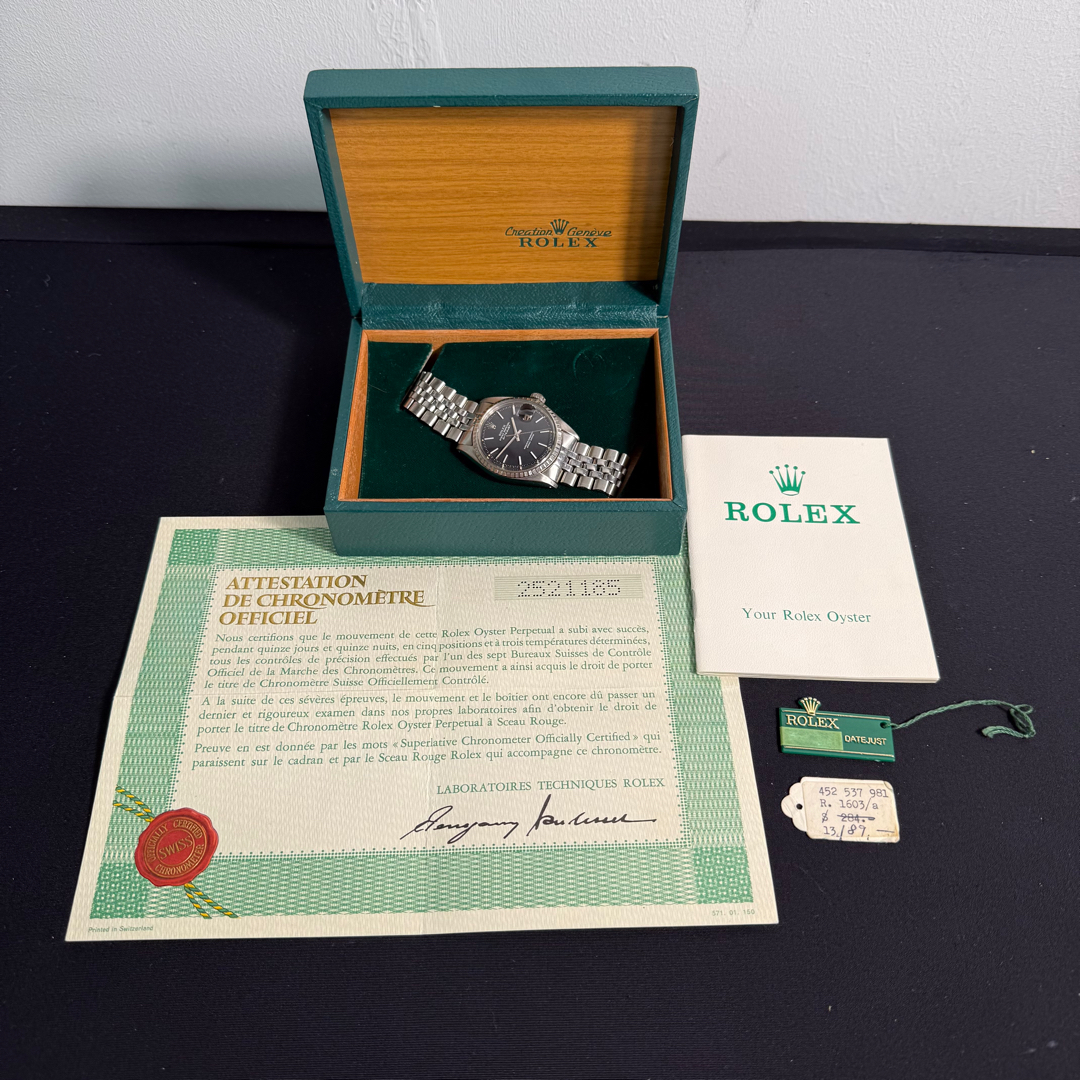 Creation Genève
ROLEX
ROLEX
ATTESTATION
DE CHRONOMÈTRE
OFFICIEL
2521165
Nous certifions que le mouvement de cette Rolex Oyster Perpetual a subi avec succès,
pendant quinze jours et quinze nuits, en cinq positions et à trois températures déterminées,
tous les contrôles de précision effectués par l'un des sept Bureaux Suisses de Contrôle
Officiel de la Marche des Chronomètres. Ce mouvement a ainsi acquis le droit de porter
le titre de Chronomètre Suisse Officiellement Contrôlé.
A la suite de ces sévères épreuves, le mouvement et le boîtier ont encore dû passer un
dernier et rigoureux examen dans nos propres laboratoires afin d'obtenir le droit de
porter le titre de Chronomètre Rolex Oyster Perpetual à Sceau Rouge.
Preuve en est donnée par les mots «Superlative Chronometer Officially Certified» qui
paraissent sur le cadran et par le Sceau Rouge Rolex qui accompagne ce chronomètre.
LABORATOIRES TECHNIQUES ROLEX
OFFICIALLY CERTIFIED
SWISS
CHRONOMETER
Printed in Switzerland
571. 01. 150
ROLEX
Your Rolex Oyster
ROLEX
DATEJUST
452 537 981
R. 1603/a
$ 284.-
13./89,—